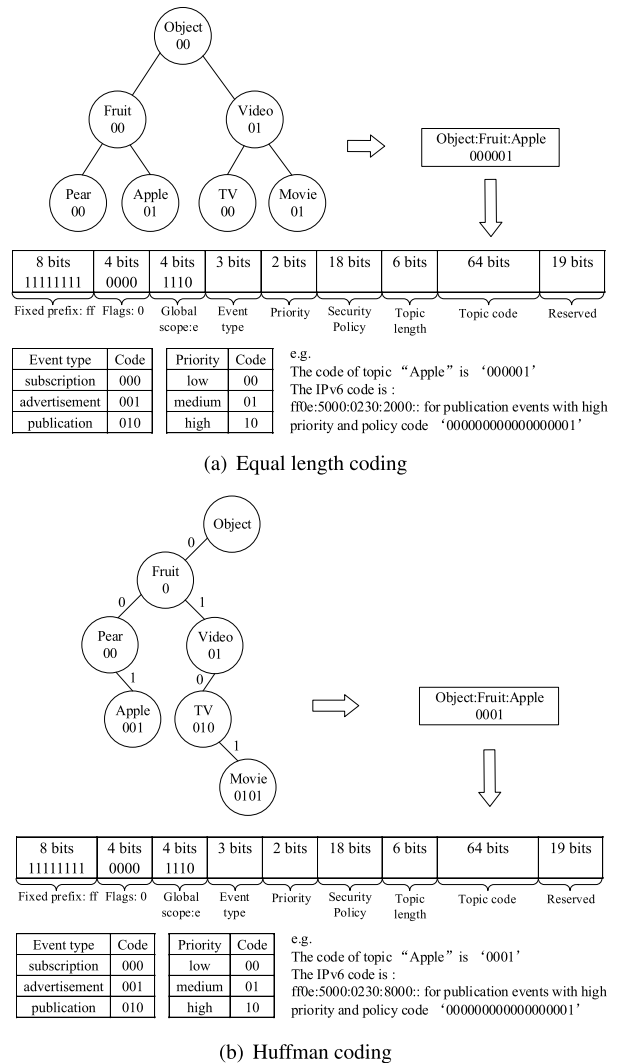 Object
00
Fruit
00
Video
01
Pear
00
Apple
01
TV
00
Movie
01
Object:Fruit:Apple
000001
8 bits 4 bits 4 bits 3 bits 2 bits 18 bits 6 bits 64 bits 19 bits
11111111 0000 1110
Fixed prefix: ff Flags: 0 Global scope:e Event type Priority Security Policy Topic length Topic code Reserved
Event type Code
subscription 000
advertisement 001
publication 010
Priority Code
low 00
medium 01
high 10
e.g.
The code of topic “Apple” is ‘000001’
The IPv6 code is :
ff0e:5000:0230:2000:: for publication events with high
priority and policy code ‘000000000000000001’
(a) Equal length coding
Object
0
Fruit
0
0 1
Pear
00
Video
01
1 0
Apple
001
TV
010
1
Movie
0101
Object:Fruit:Apple
0001
8 bits 4 bits 4 bits 3 bits 2 bits 18 bits 6 bits 64 bits 19 bits
11111111 0000 1110
Fixed prefix: ff Flags: 0 Global scope:e Event type Priority Security Policy Topic length Topic code Reserved
Event type Code
subscription 000
advertisement 001
publication 010
Priority Code
low 00
medium 01
high 10
e.g.
The code of topic “Apple” is ‘0001’
The IPv6 code is :
ff0e:5000:0230:8000:: for publication events with high
priority and policy code ‘000000000000000001’
(b) Huffman coding